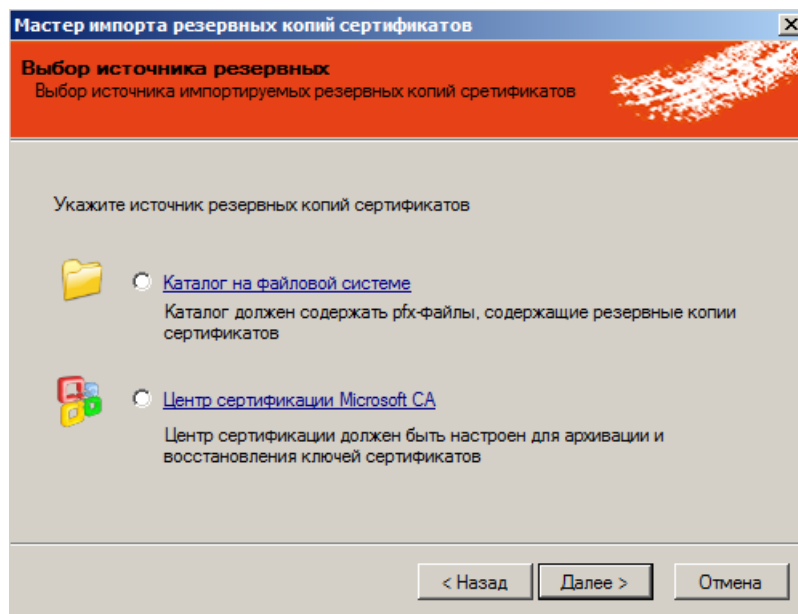 Мастер импорта резервных копий сертификатов
Выбор источника резервных
Выбор источника импортируемых резервных копий сретификатов
Укажите источник резервных копий сертификатов
Каталог на файловой системе
Каталог должен содержать pfx-файлы, содержащие резервные копии
сертификатов
Центр сертификации Microsoft CA
Центр сертификации должен быть настроен для архивации и
восстановления ключей сертификатов
< Назад Далее > Отмена